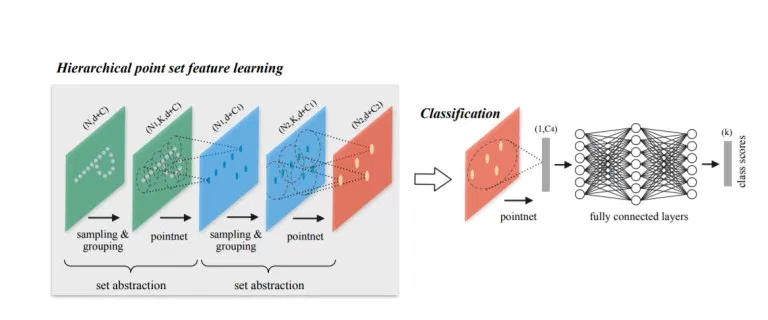 Hierarchical point set feature learning
(N,d+C)
(N1,K,d+C)
(N1,d+C1)
(N2,K,d+C1)
(N2,d+C2)
sampling &
grouping
pointnet
sampling &
grouping
pointnet
set abstraction
set abstraction
Classification
(1,C4)
(k)
pointnet
fully connected layers
class scores